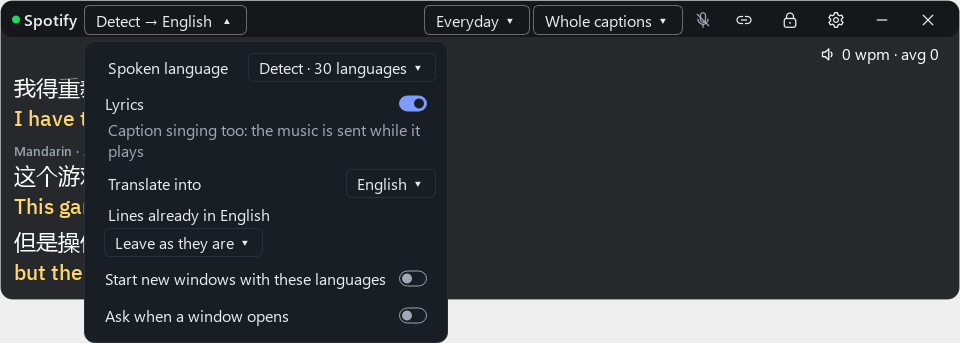 Spotify
Detect → English
Everyday
Whole captions
0 wpm · avg 0
Spoken language
Detect · 30 languages
Lyrics
Caption singing too: the music is sent while it
plays
Translate into
English
Lines already in English
Leave as they are
Start new windows with these languages
Ask when a window opens
我得重
I have
Mandarin ·
这个游
This
但是操
but the